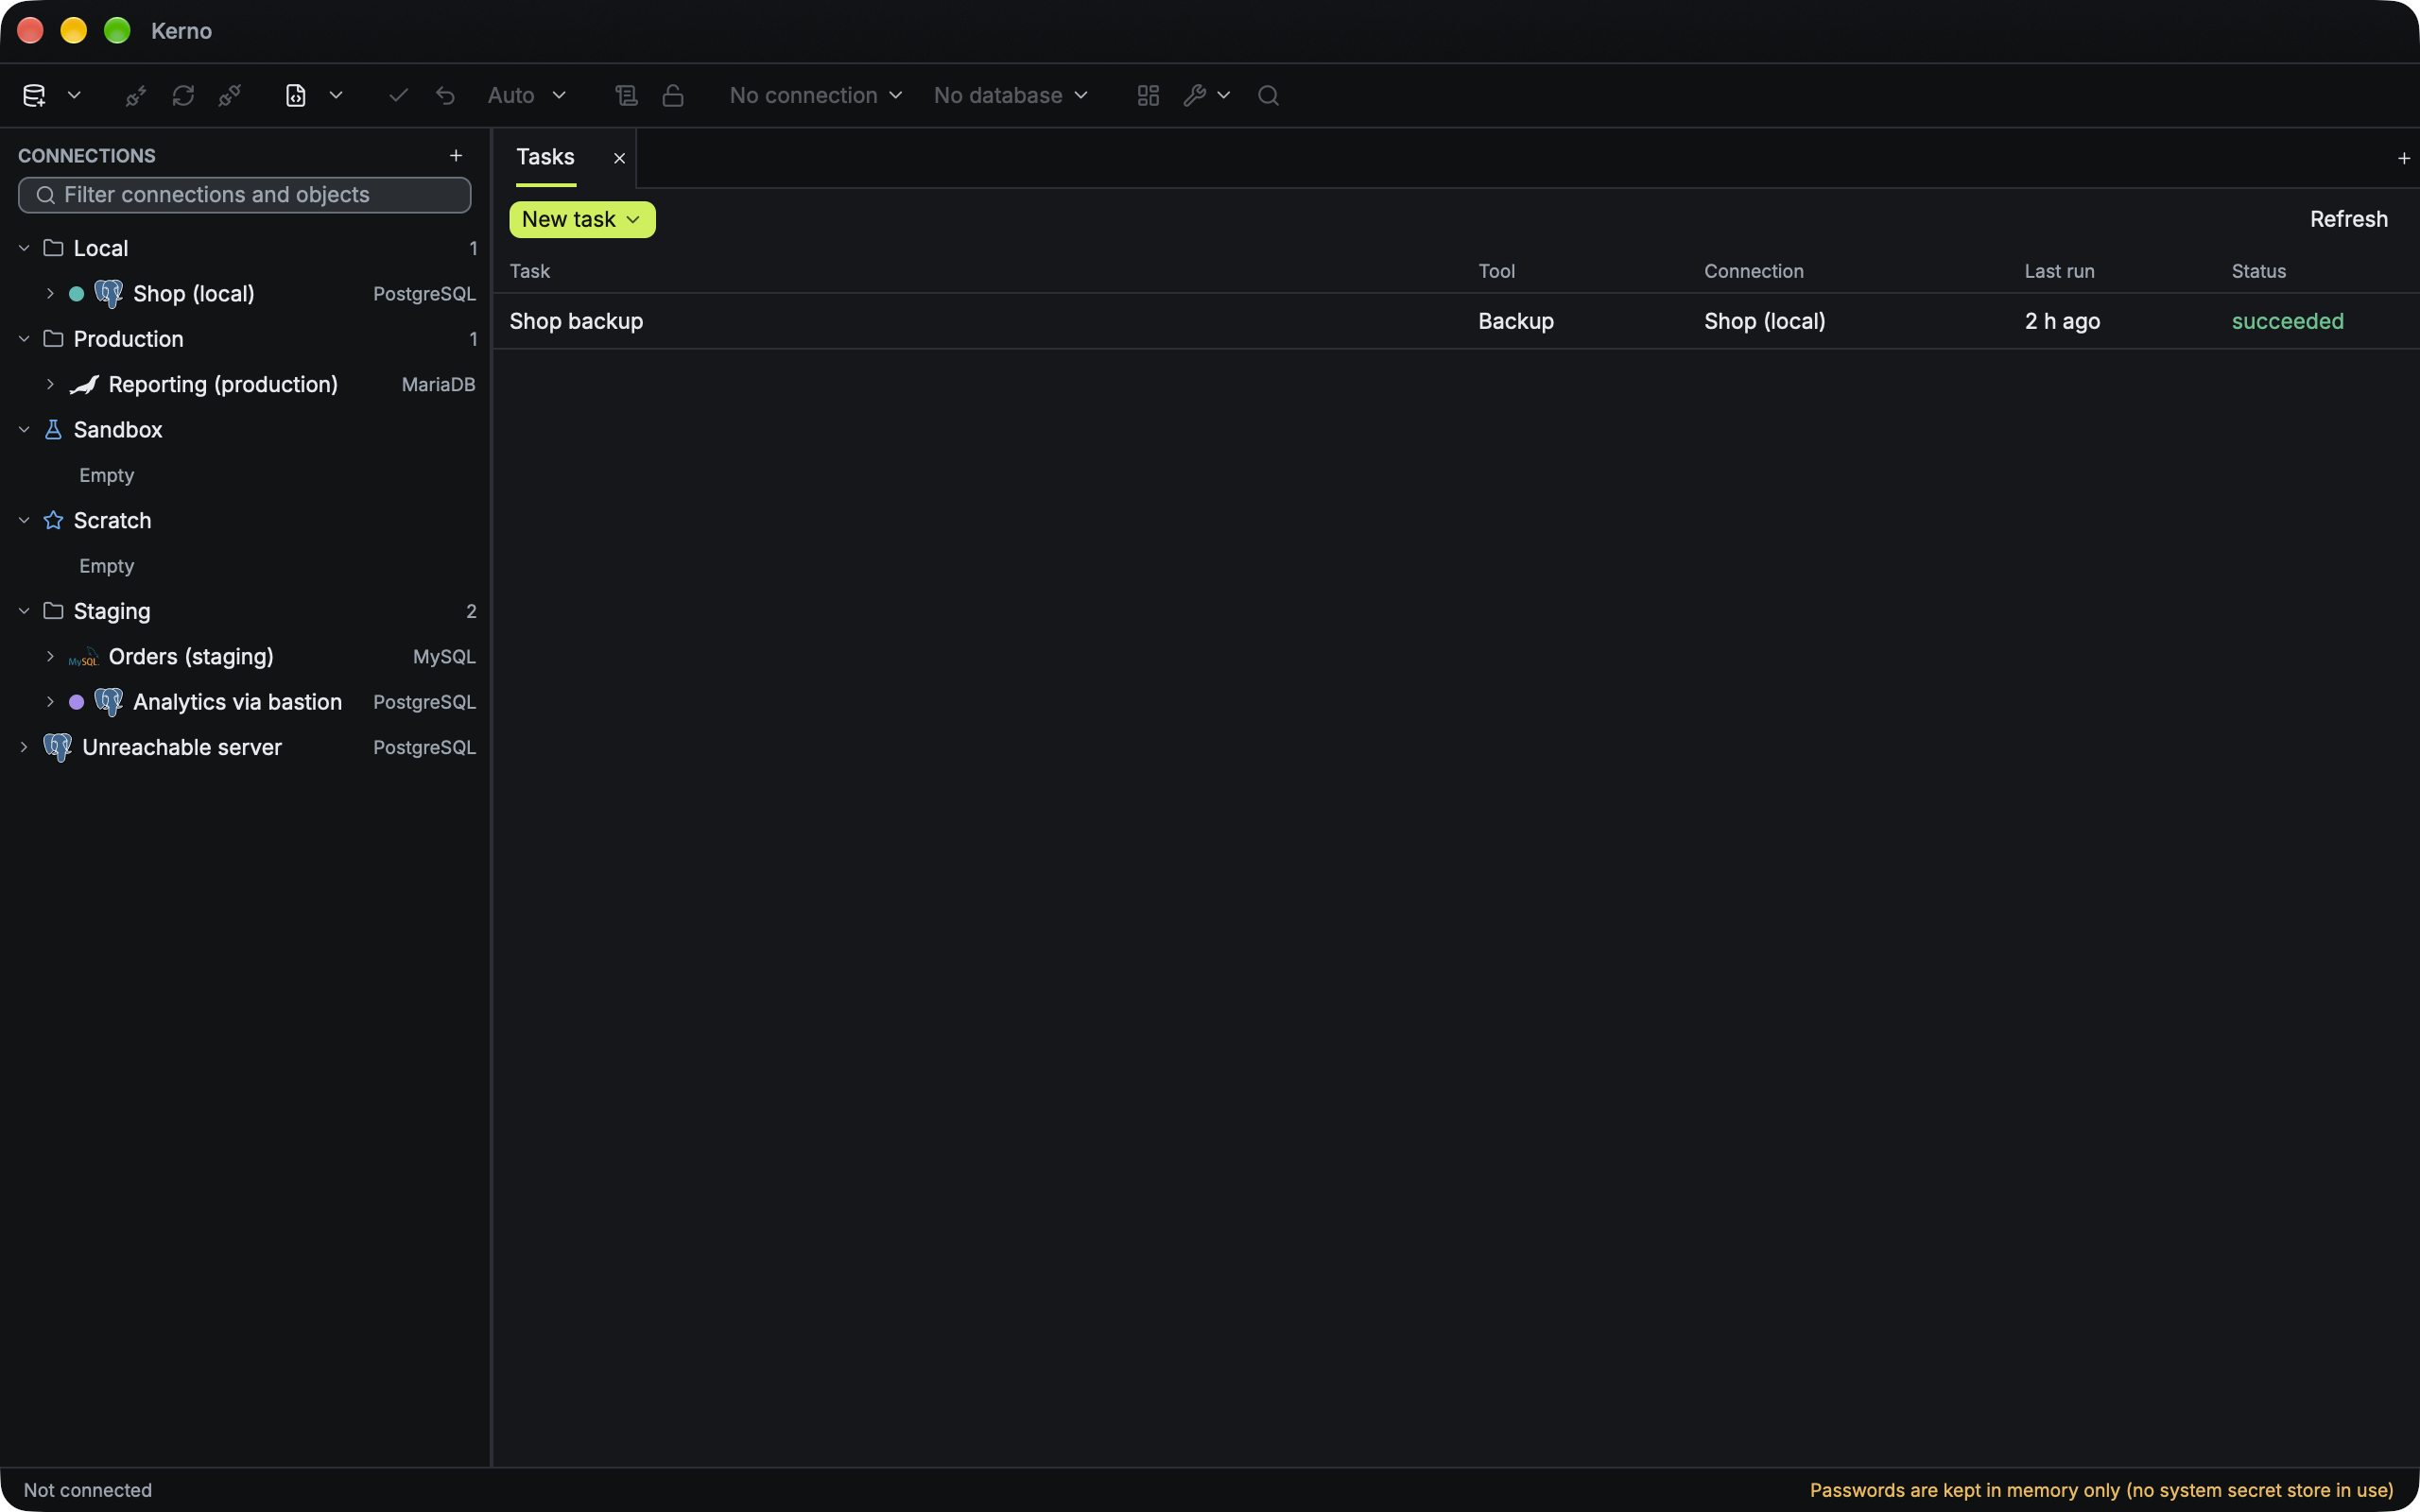 Kerno
Auto
No connection
No database
CONNECTIONS
Filter connections and objects
Local 1
Shop (local) PostgreSQL
Production 1
Reporting (production) MariaDB
Sandbox
Empty
Scratch
Empty
Staging 2
MySQL Orders (staging) MySQL
Analytics via bastion PostgreSQL
Unreachable server PostgreSQL
Tasks
New task
Refresh
Task Tool Connection Last run Status
Shop backup Backup Shop (local) 2 h ago succeeded
Not connected
Passwords are kept in memory only (no system secret store in use)